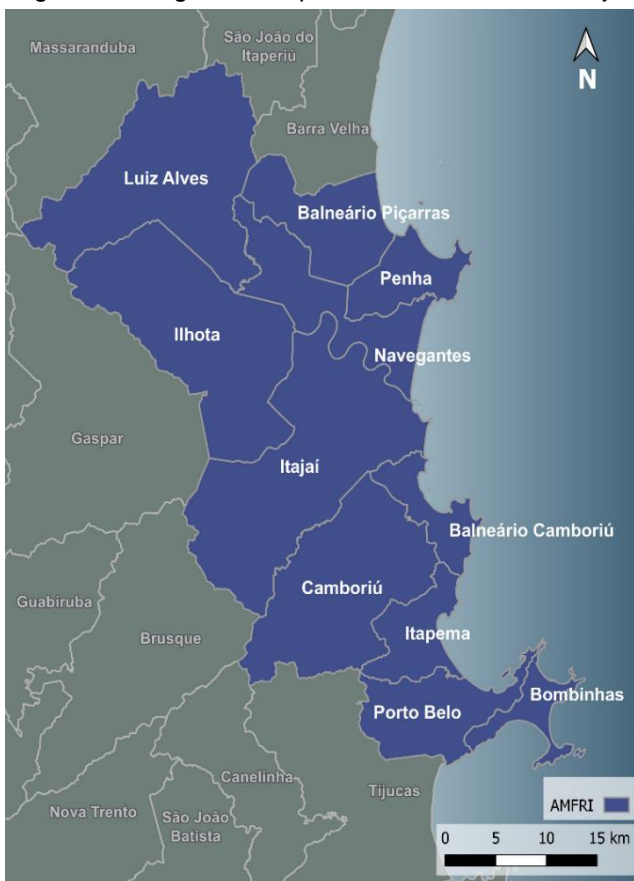 Massaranduba
São João do
Itaperiú
N
Barra Velha
Luiz Alves
Balneário Piçarras
Penha
Ilhota
Navegantes
Gaspar
Itajaí
Balneário Camboriú
Camboriú
Guabiruba
Brusque
Itapema
Bombinhas
Porto Belo
Canelinha
Tijucas
Nova Trento
São João
Batista
AMFRI
0 5 10 15 km